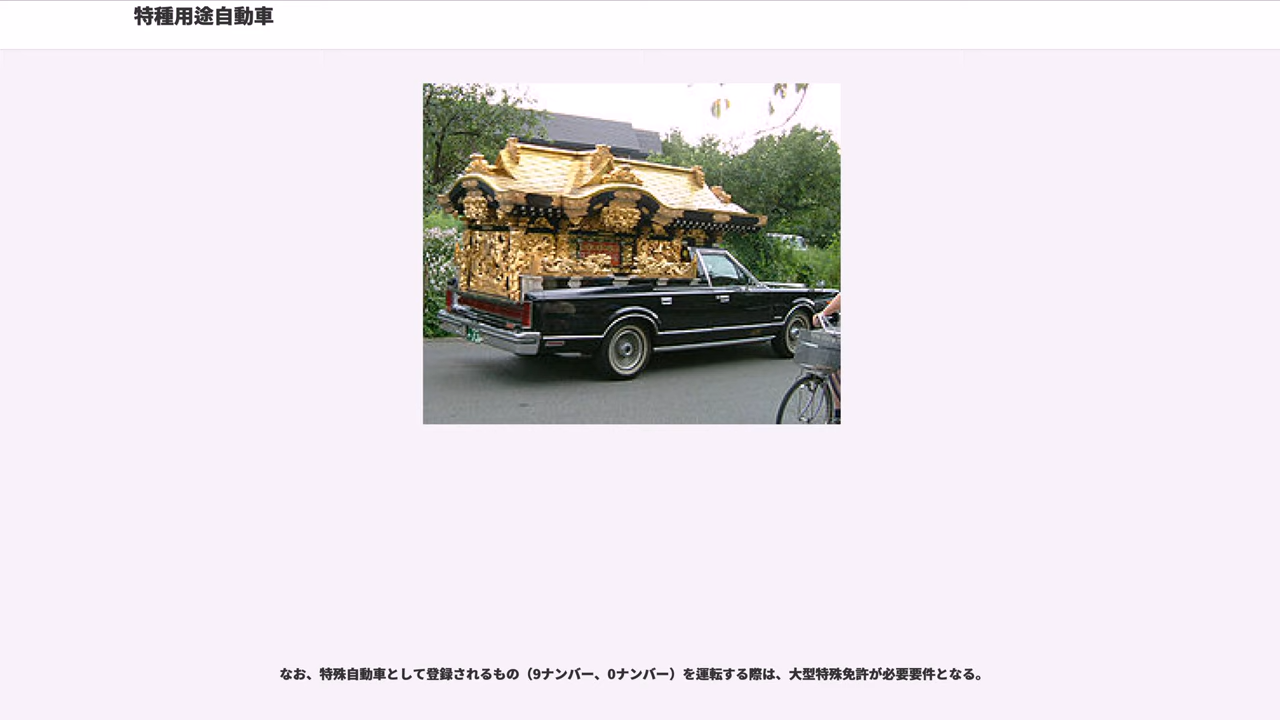 特種用途自動車
なお、特殊自動車として登録されるもの（9ナンバー、0ナンバー）を運転する際は、大型特殊免許が必要要件となる。